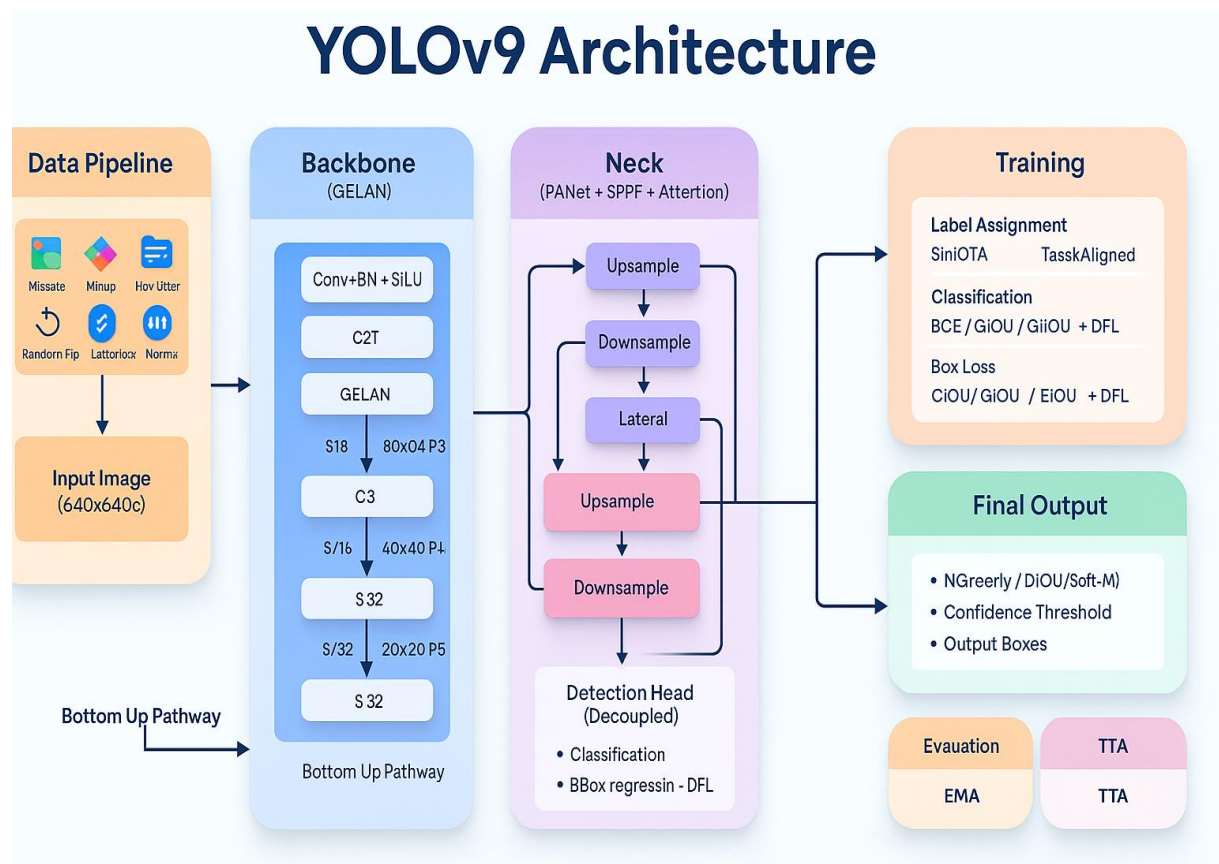 YOLOv9 Architecture
Data Pipeline
Missate
Minup
Hov Utter
Randorn Fip
Lattoriocx
Normx
Input Image
(640x640c)
Bottom Up Pathway
Backbone
(GELAN)
Conv+BN + SiLU
C2T
GELAN
S18
80x04 P3
C3
S/16
40x40 P4
S 32
S/32
20x20 P5
S 32
Bottom Up Pathway
Neck
(PANet + SPPF + Attertion)
Upsample
Downsample
Lateral
Upsample
Downsample
Detection Head
(Decoupled)
• Classification
• BBox regressin - DFL
Training
Label Assignment
SiniOTA
TasskAligned
Classification
BCE / GiOU / GiiOU + DFL
Box Loss
CiOU/ GiOU / EiOU + DFL
Final Output
• NGreerly / DiOU/Soft-M)
• Confidence Threshold
• Output Boxes
Evauation
EMA
TTA
TTA